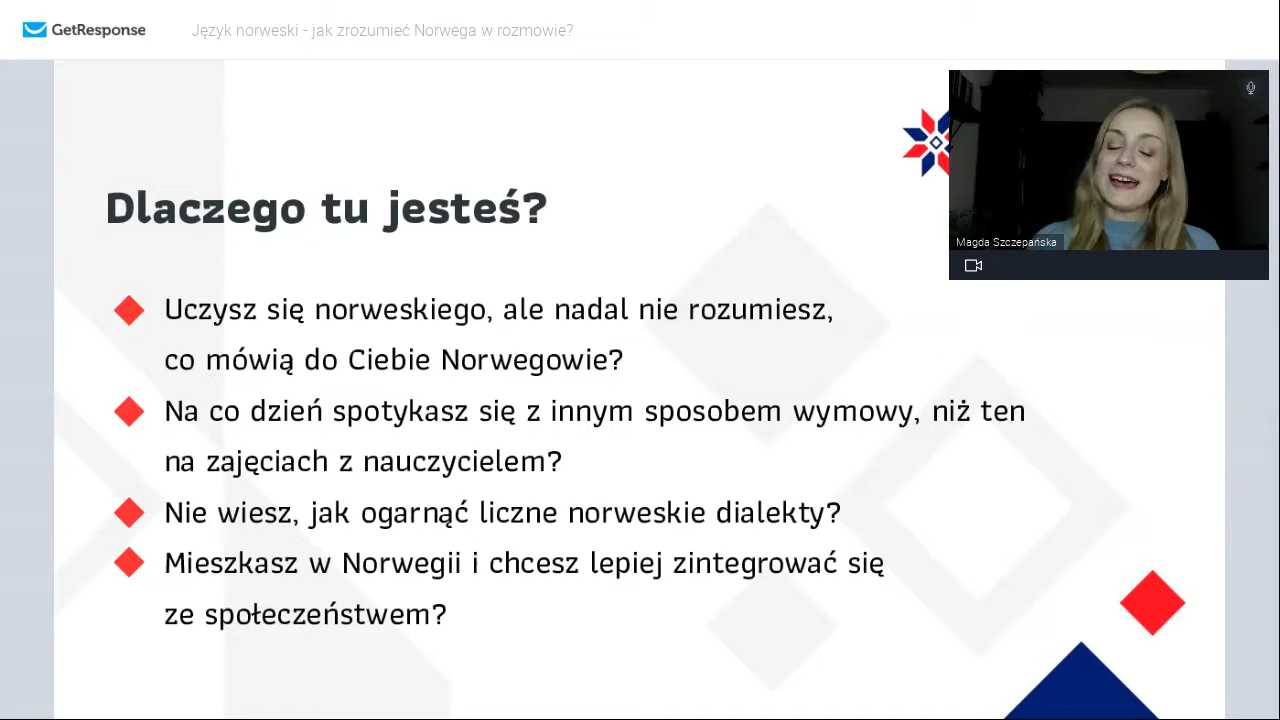 GetResponse
Język norweski - jak zrozumieć Norwega w rozmowie?
Magda Szczepańska
Dlaczego tu jesteś?
Uczysz się norweskiego, ale nadal nie rozumiesz,
co mówią do Ciebie Norwegowie?
Na co dzień spotykasz się z innym sposobem wymowy, niż ten
na zajęciach z nauczycielem?
Nie wiesz, jak ogarnąć liczne norweskie dialekty?
Mieszkasz w Norwegii i chcesz lepiej zintegrować się
ze społeczeństwem?